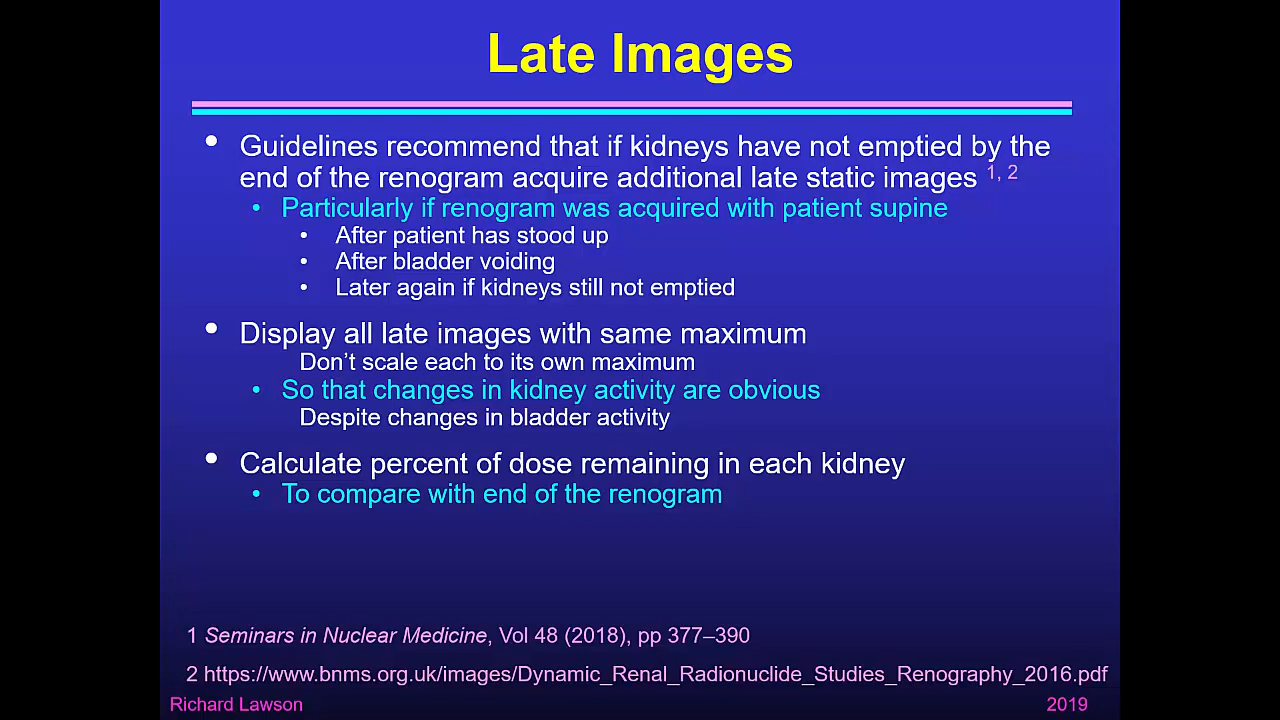 Late Images
• Guidelines recommend that if kidneys have not emptied by the
end of the renogram acquire additional late static images 1, 2
• Particularly if renogram was acquired with patient supine
• After patient has stood up
• After bladder voiding
• Later again if kidneys still not emptied
• Display all late images with same maximum
Don’t scale each to its own maximum
• So that changes in kidney activity are obvious
Despite changes in bladder activity
• Calculate percent of dose remaining in each kidney
• To compare with end of the renogram
1 Seminars in Nuclear Medicine, Vol 48 (2018), pp 377–390
2 https://www.bnms.org.uk/images/Dynamic_Renal_Radionuclide_Studies_Renography_2016.pdf
Richard Lawson 2019